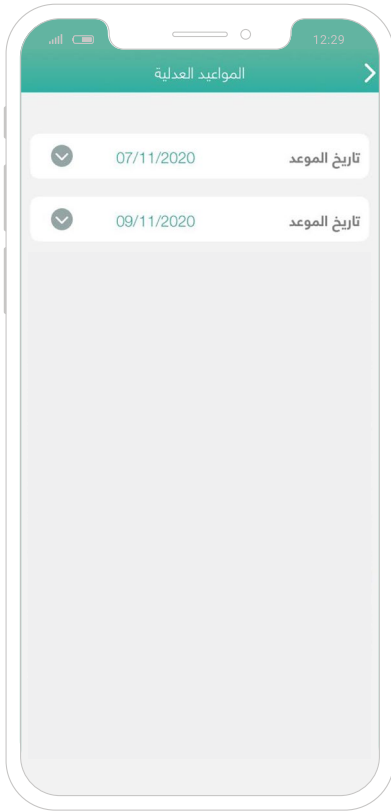 12:29
المواعيد العدلية
تاريخ الموعد 07/11/2020
تاريخ الموعد 09/11/2020